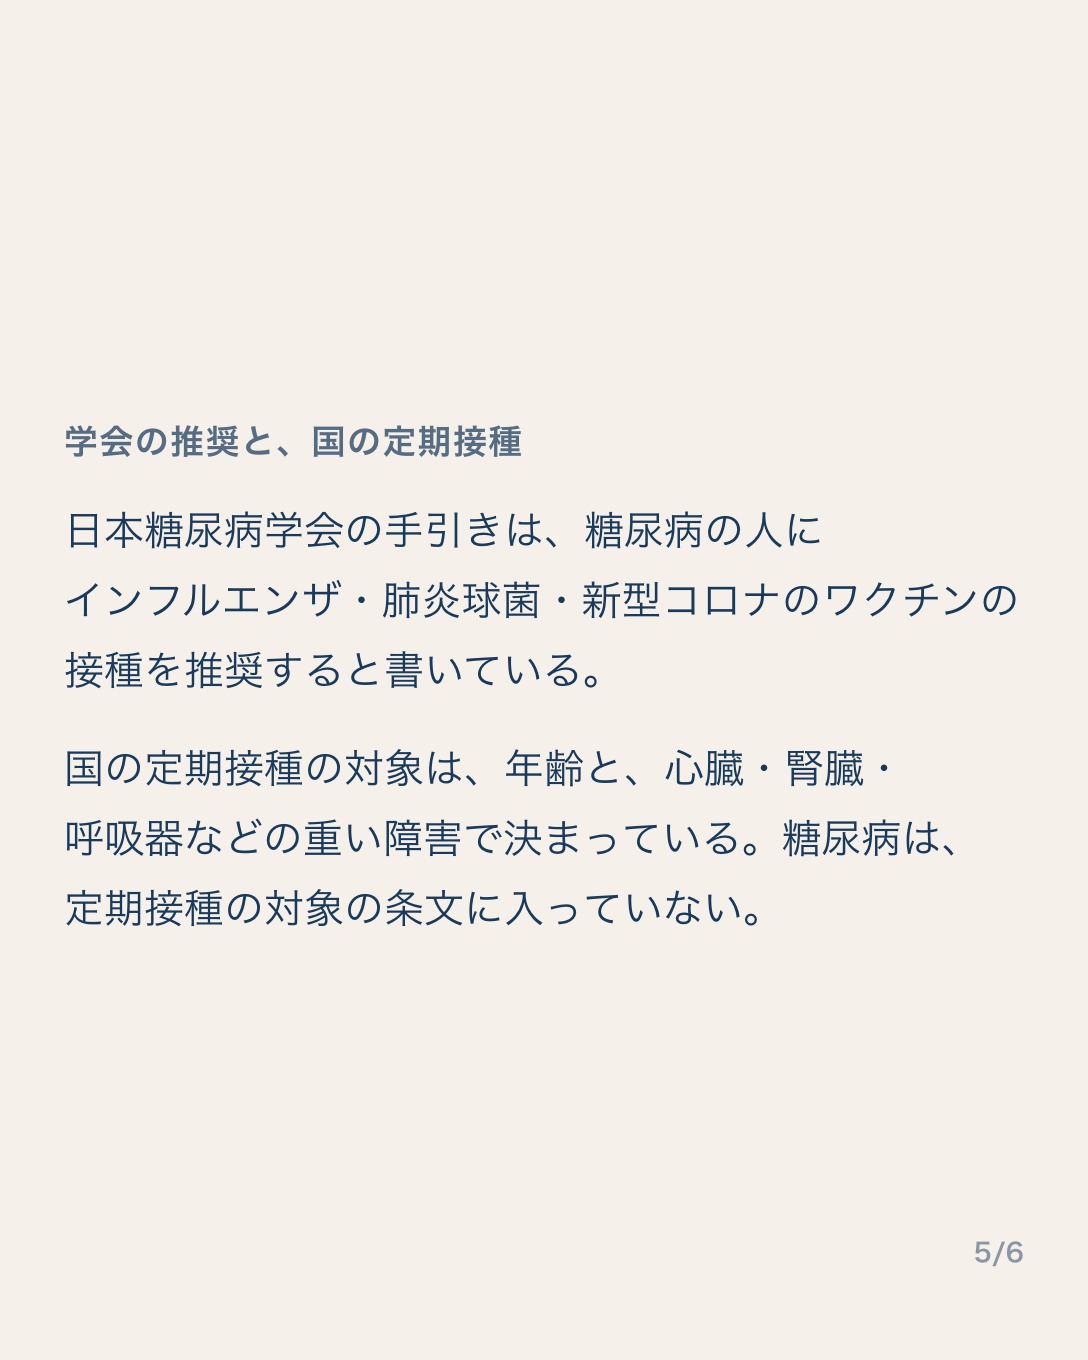 学会の推奨と、国の定期接種
日本糖尿病学会の手引きは、糖尿病の人に
インフルエンザ・肺炎球菌・新型コロナのワクチンの
接種を推奨すると書いている。
国の定期接種の対象は、年齢と、心臓・腎臓・
呼吸器などの重い障害で決まっている。糖尿病は、
定期接種の対象の条文に入っていない。
5/6